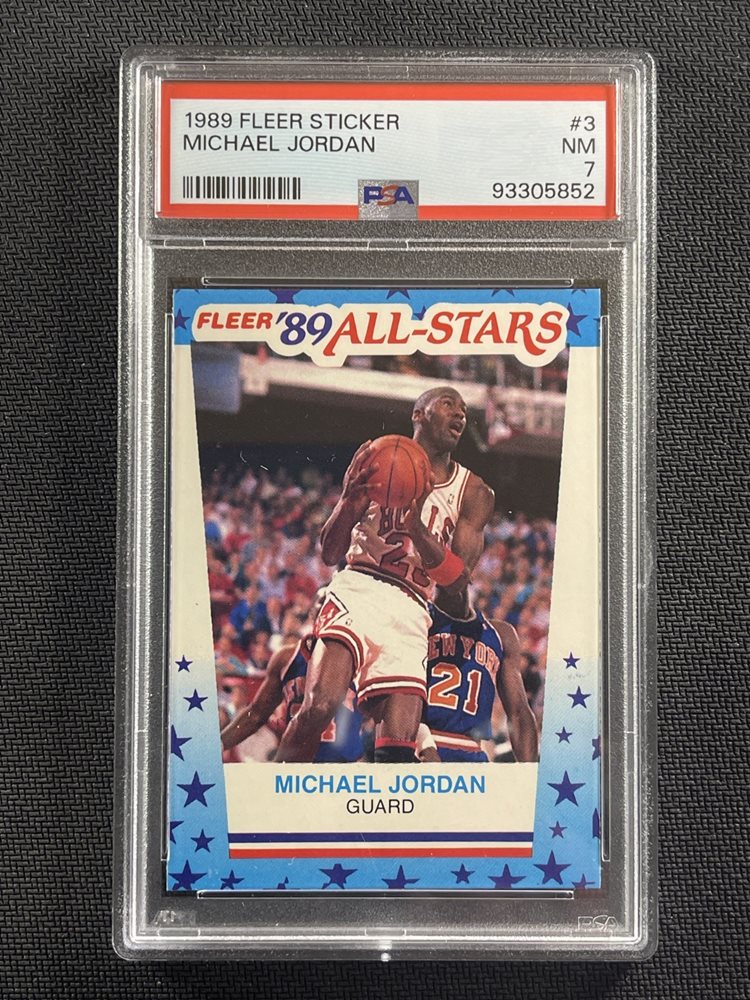 1989 FLEER STICKER #3
MICHAEL JORDAN NM
7
93305852
PSA
FLEER '89 ALL-STARS
NEW YORK
21
MICHAEL JORDAN
GUARD
PSA